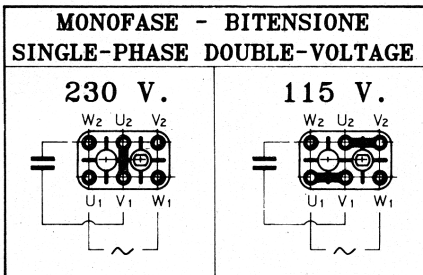 MONOFASE - BITENSIONE
SINGLE-PHASE DOUBLE-VOLTAGE
230 V.
115 V.
W2 U2 V2
W2 U2 V2
U1 V1 W1
U1 V1 W1
~
~